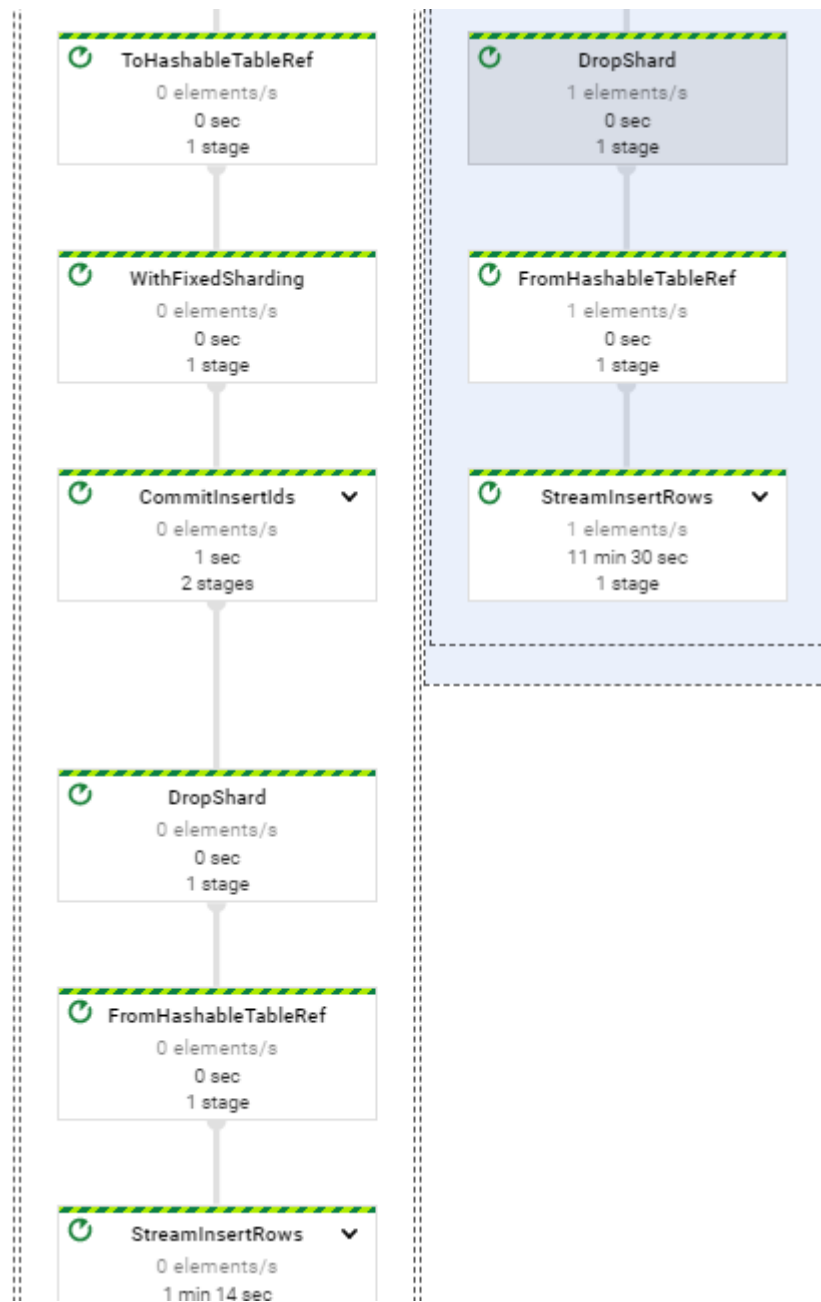 ToHashableTableRef
0 elements/s
0 sec
1 stage
WithFixedSharding
0 elements/s
0 sec
1 stage
CommitInsertIds
0 elements/s
1 sec
2 stages
DropShard
0 elements/s
0 sec
1 stage
FromHashableTableRef
0 elements/s
0 sec
1 stage
StreamInsertRows
0 elements/s
1 min 14 sec
DropShard
1 elements/s
0 sec
1 stage
FromHashableTableRef
1 elements/s
0 sec
1 stage
StreamInsertRows
1 elements/s
11 min 30 sec
1 stage